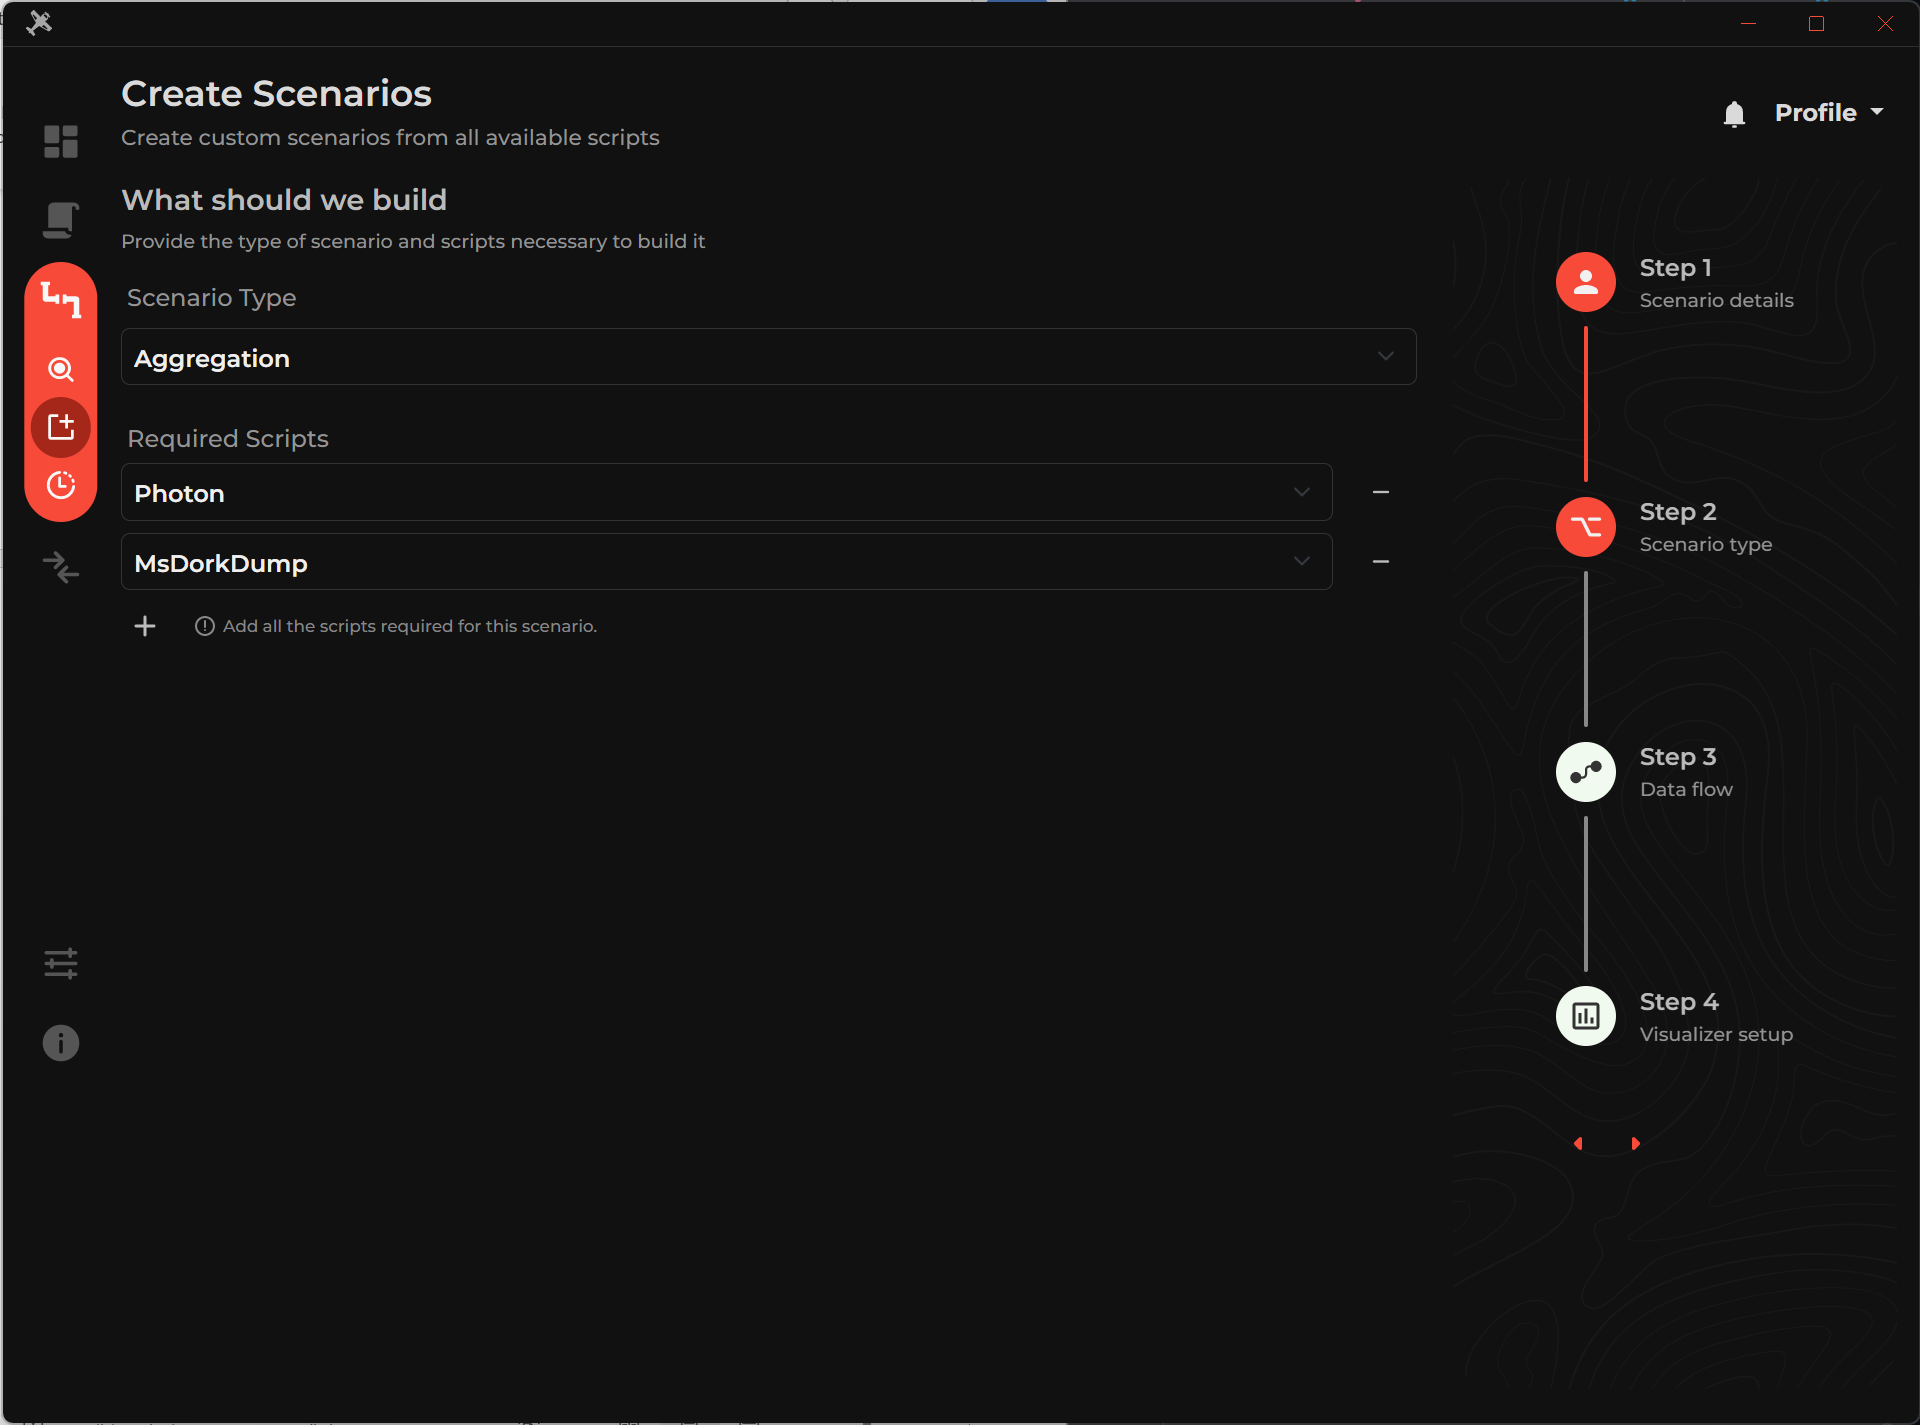 Create Scenarios
Create custom scenarios from all available scripts
Profile
What should we build
Provide the type of scenario and scripts necessary to build it
Scenario Type
Aggregation
Required Scripts
Photon
MsDorkDump
Add all the scripts required for this scenario.
Step 1
Scenario details
Step 2
Scenario type
Step 3
Data flow
Step 4
Visualizer setup